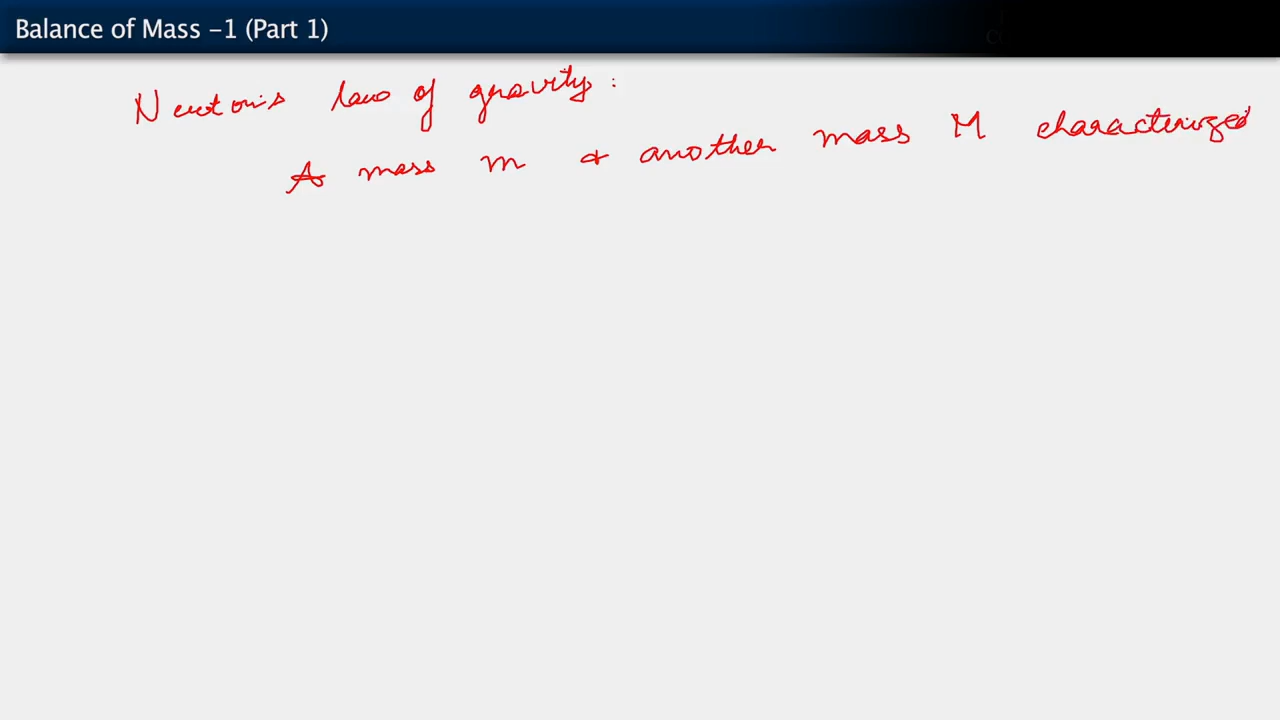 Balance of Mass -1 (Part 1)
Newton's law of gravity :
A mass m & another mass M characterized